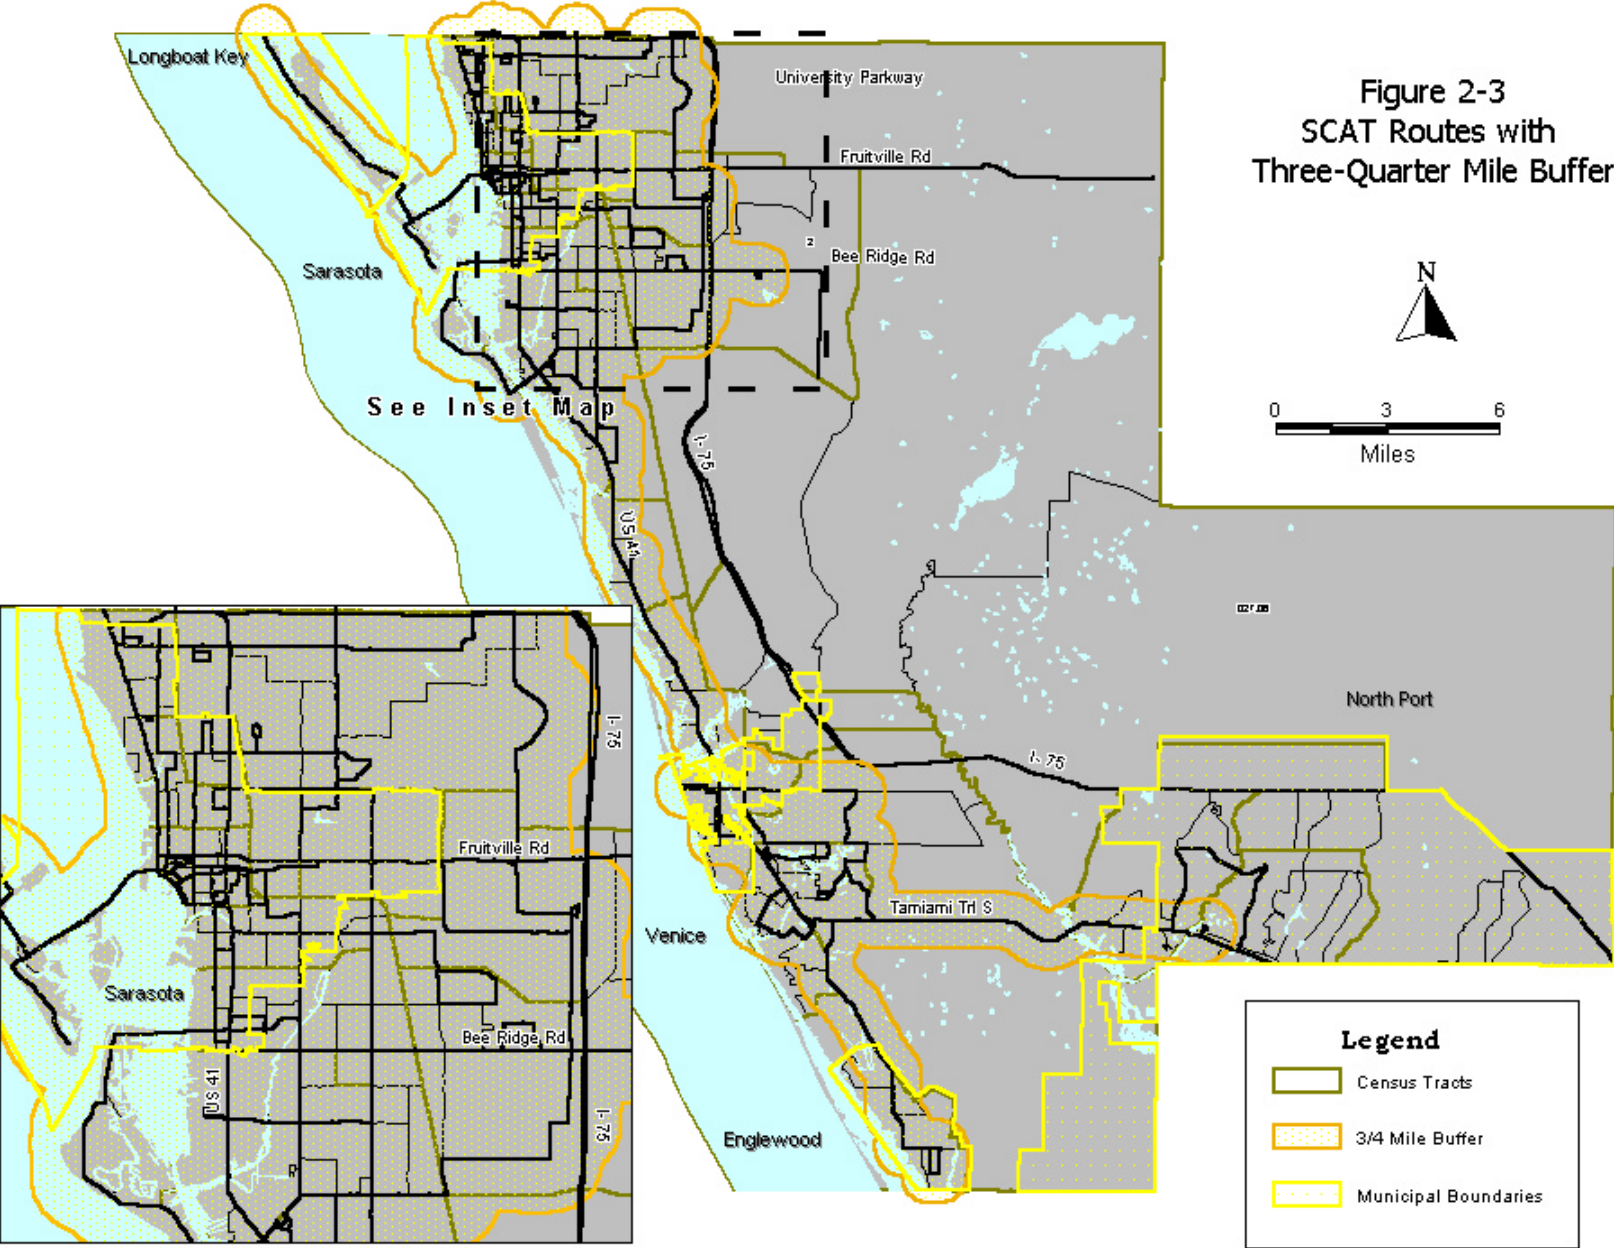 Figure 2-3
SCAT Routes with
Three-Quarter Mile Buffer
Longboat Key
University Parkway
Fruitville Rd
2
Bee Ridge Rd
Sarasota
N
0 3 6
Miles
See Inset Map
I-75
US 41
North Port
I-75
I-75
Fruitville Rd
Tamiami Trl S
Venice
Sarasota
Bee Ridge Rd
US 41
I-75
Englewood
Legend
Census Tracts
3/4 Mile Buffer
Municipal Boundaries